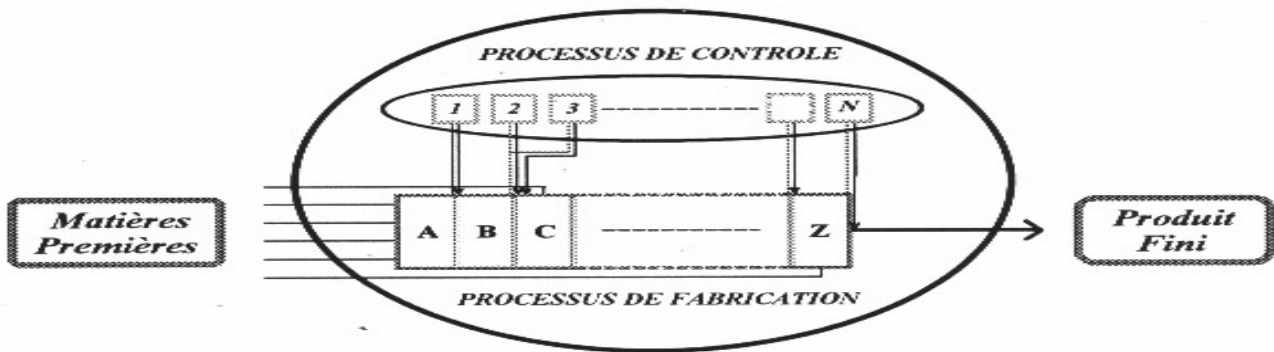 PROCESSUS DE CONTROLE
1 2 3 N
Matières
Premières
A B C Z
Produit
Fini
PROCESSUS DE FABRICATION